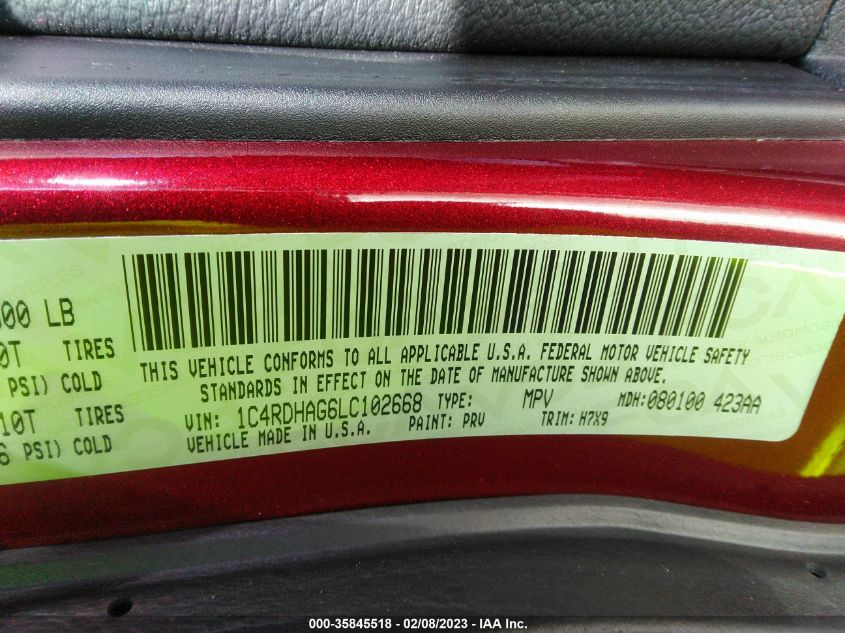 00 LB
0T TIRES
PSI) COLD
10T TIRES
6 PSI) COLD
THIS VEHICLE CONFORMS TO ALL APPLICABLE U.S.A. FEDERAL MOTOR VEHICLE SAFETY
STANDARDS IN EFFECT ON THE DATE OF MANUFACTURE SHOWN ABOVE.
VIN: 1C4RDHAG6LC102668 TYPE: MPV MDH:080100 423AA
VEHICLE MADE IN U.S.A. PAINT: PRV TRIM: H7X9
000-35845518 - 02/08/2023 - IAA Inc.